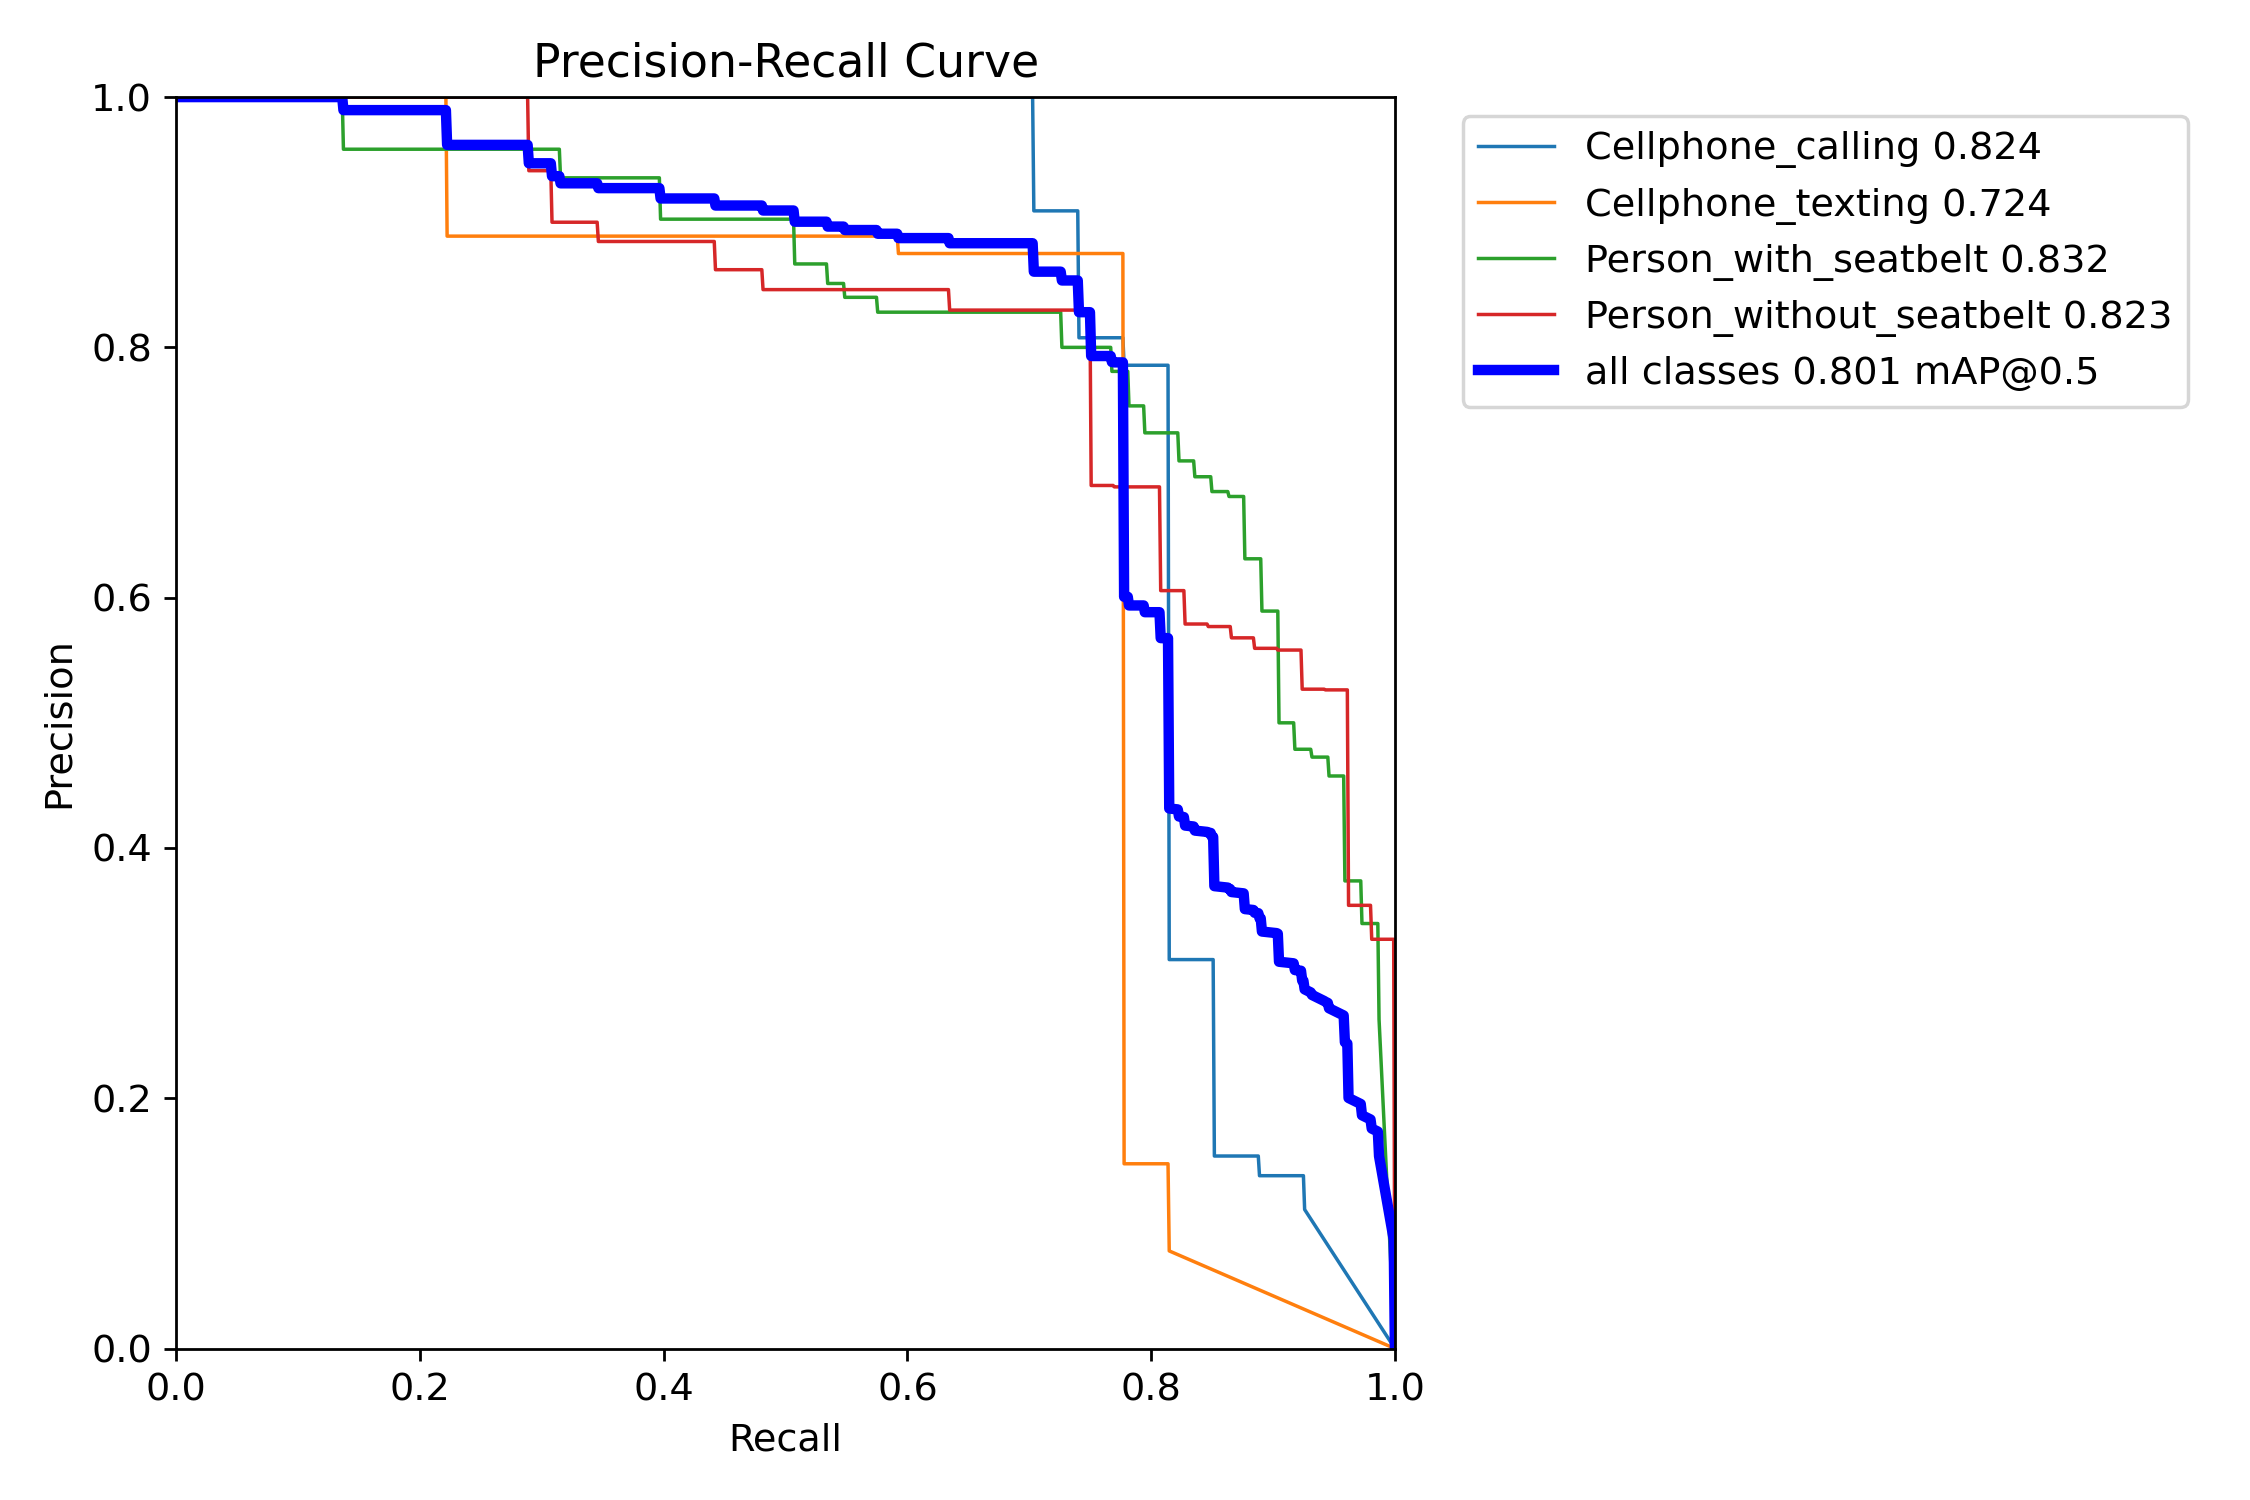 Precision-Recall Curve
1.0
0.8
0.6
0.4
0.2
0.0
Precision
0.0 0.2 0.4 0.6 0.8 1.0
Recall
Cellphone_calling 0.824
Cellphone_texting 0.724
Person_with_seatbelt 0.832
Person_without_seatbelt 0.823
all classes 0.801 mAP@0.5